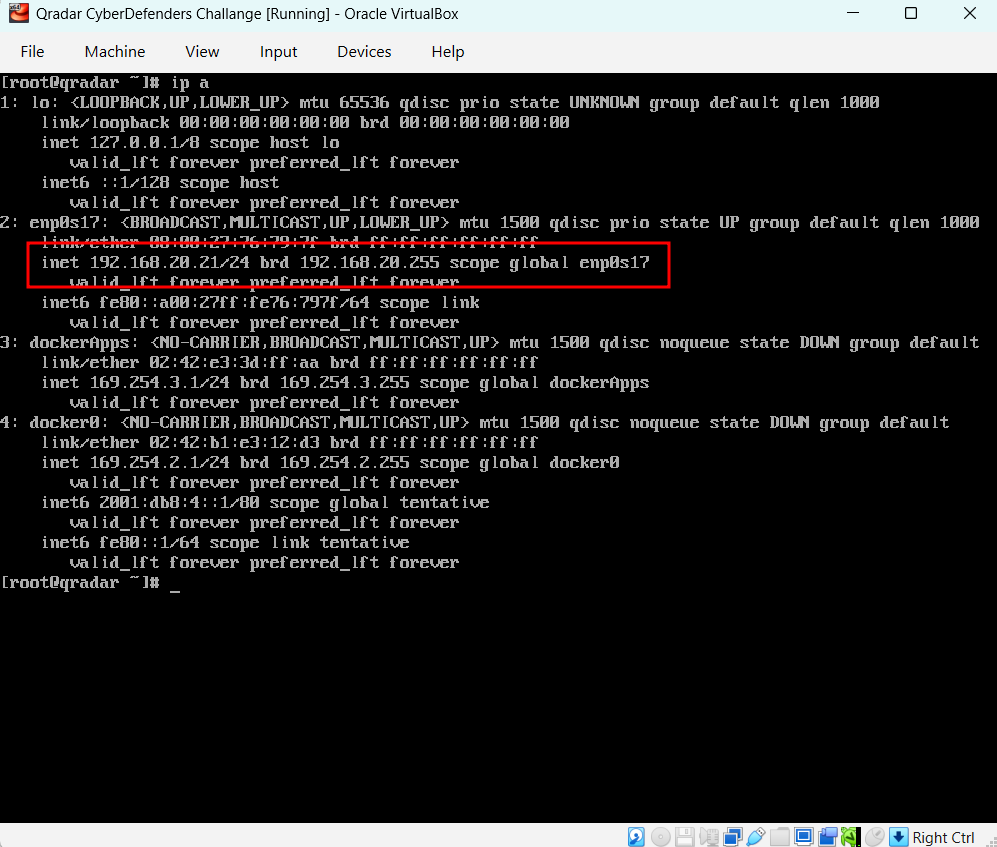 Qradar CyberDefenders Challange [Running] - Oracle VirtualBox
File Machine View Input Devices Help
[root@qradar ~]# ip a
1: lo: <LOOPBACK,UP,LOWER_UP> mtu 65536 qdisc prio state UNKNOWN group default qlen 1000
link/loopback 00:00:00:00:00:00 brd 00:00:00:00:00:00
inet 127.0.0.1/8 scope host lo
valid_lft forever preferred_lft forever
inet6 ::1/128 scope host
valid_lft forever preferred_lft forever
2: enp0s17: <BROADCAST,MULTICAST,UP,LOWER_UP> mtu 1500 qdisc prio state UP group default qlen 1000
link/ether 08:00:27:76:79:7f brd ff:ff:ff:ff:ff:ff
inet 192.168.20.21/24 brd 192.168.20.255 scope global enp0s17
valid_lft forever preferred_lft forever
inet6 fe80::a00:27ff:fe76:797f/64 scope link
valid_lft forever preferred_lft forever
3: dockerApps: <NO-CARRIER,BROADCAST,MULTICAST,UP> mtu 1500 qdisc noqueue state DOWN group default
link/ether 02:42:e3:3d:ff:aa brd ff:ff:ff:ff:ff:ff
inet 169.254.3.1/24 brd 169.254.3.255 scope global dockerApps
valid_lft forever preferred_lft forever
4: docker0: <NO-CARRIER,BROADCAST,MULTICAST,UP> mtu 1500 qdisc noqueue state DOWN group default
link/ether 02:42:b1:e3:12:d3 brd ff:ff:ff:ff:ff:ff
inet 169.254.2.1/24 brd 169.254.2.255 scope global docker0
valid_lft forever preferred_lft forever
inet6 2001:db8:4::1/80 scope global tentative
valid_lft forever preferred_lft forever
inet6 fe80::1/64 scope link tentative
valid_lft forever preferred_lft forever
[root@qradar ~]# _
Right Ctrl